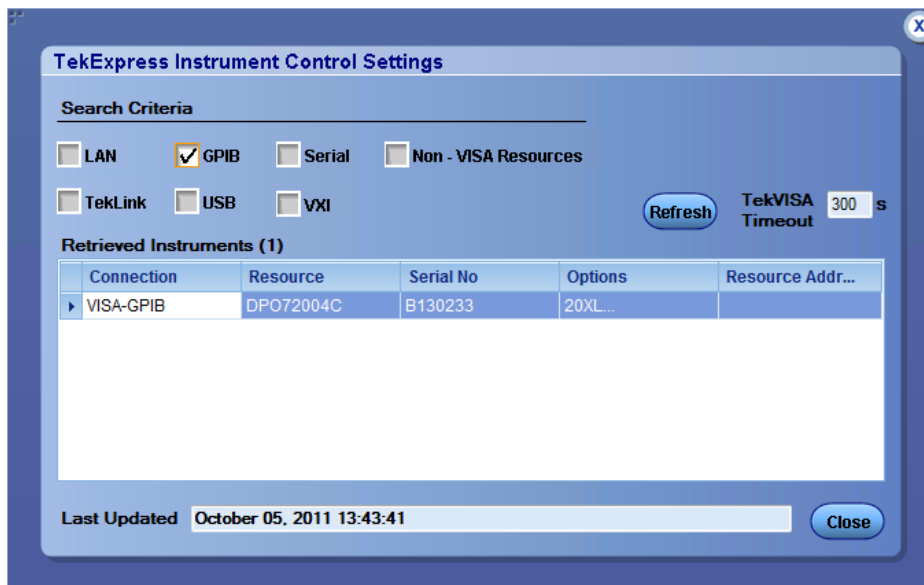 X
TekExpress Instrument Control Settings
Search Criteria
LAN GPIB Serial Non - VISA Resources
TekLink USB VXI
Refresh TekVISA Timeout 300 s
Retrieved Instruments (1)
Connection Resource Serial No Options Resource Addr...
VISA-GPIB DPO72004C B130233 20XL...
Last Updated October 05, 2011 13:43:41 Close